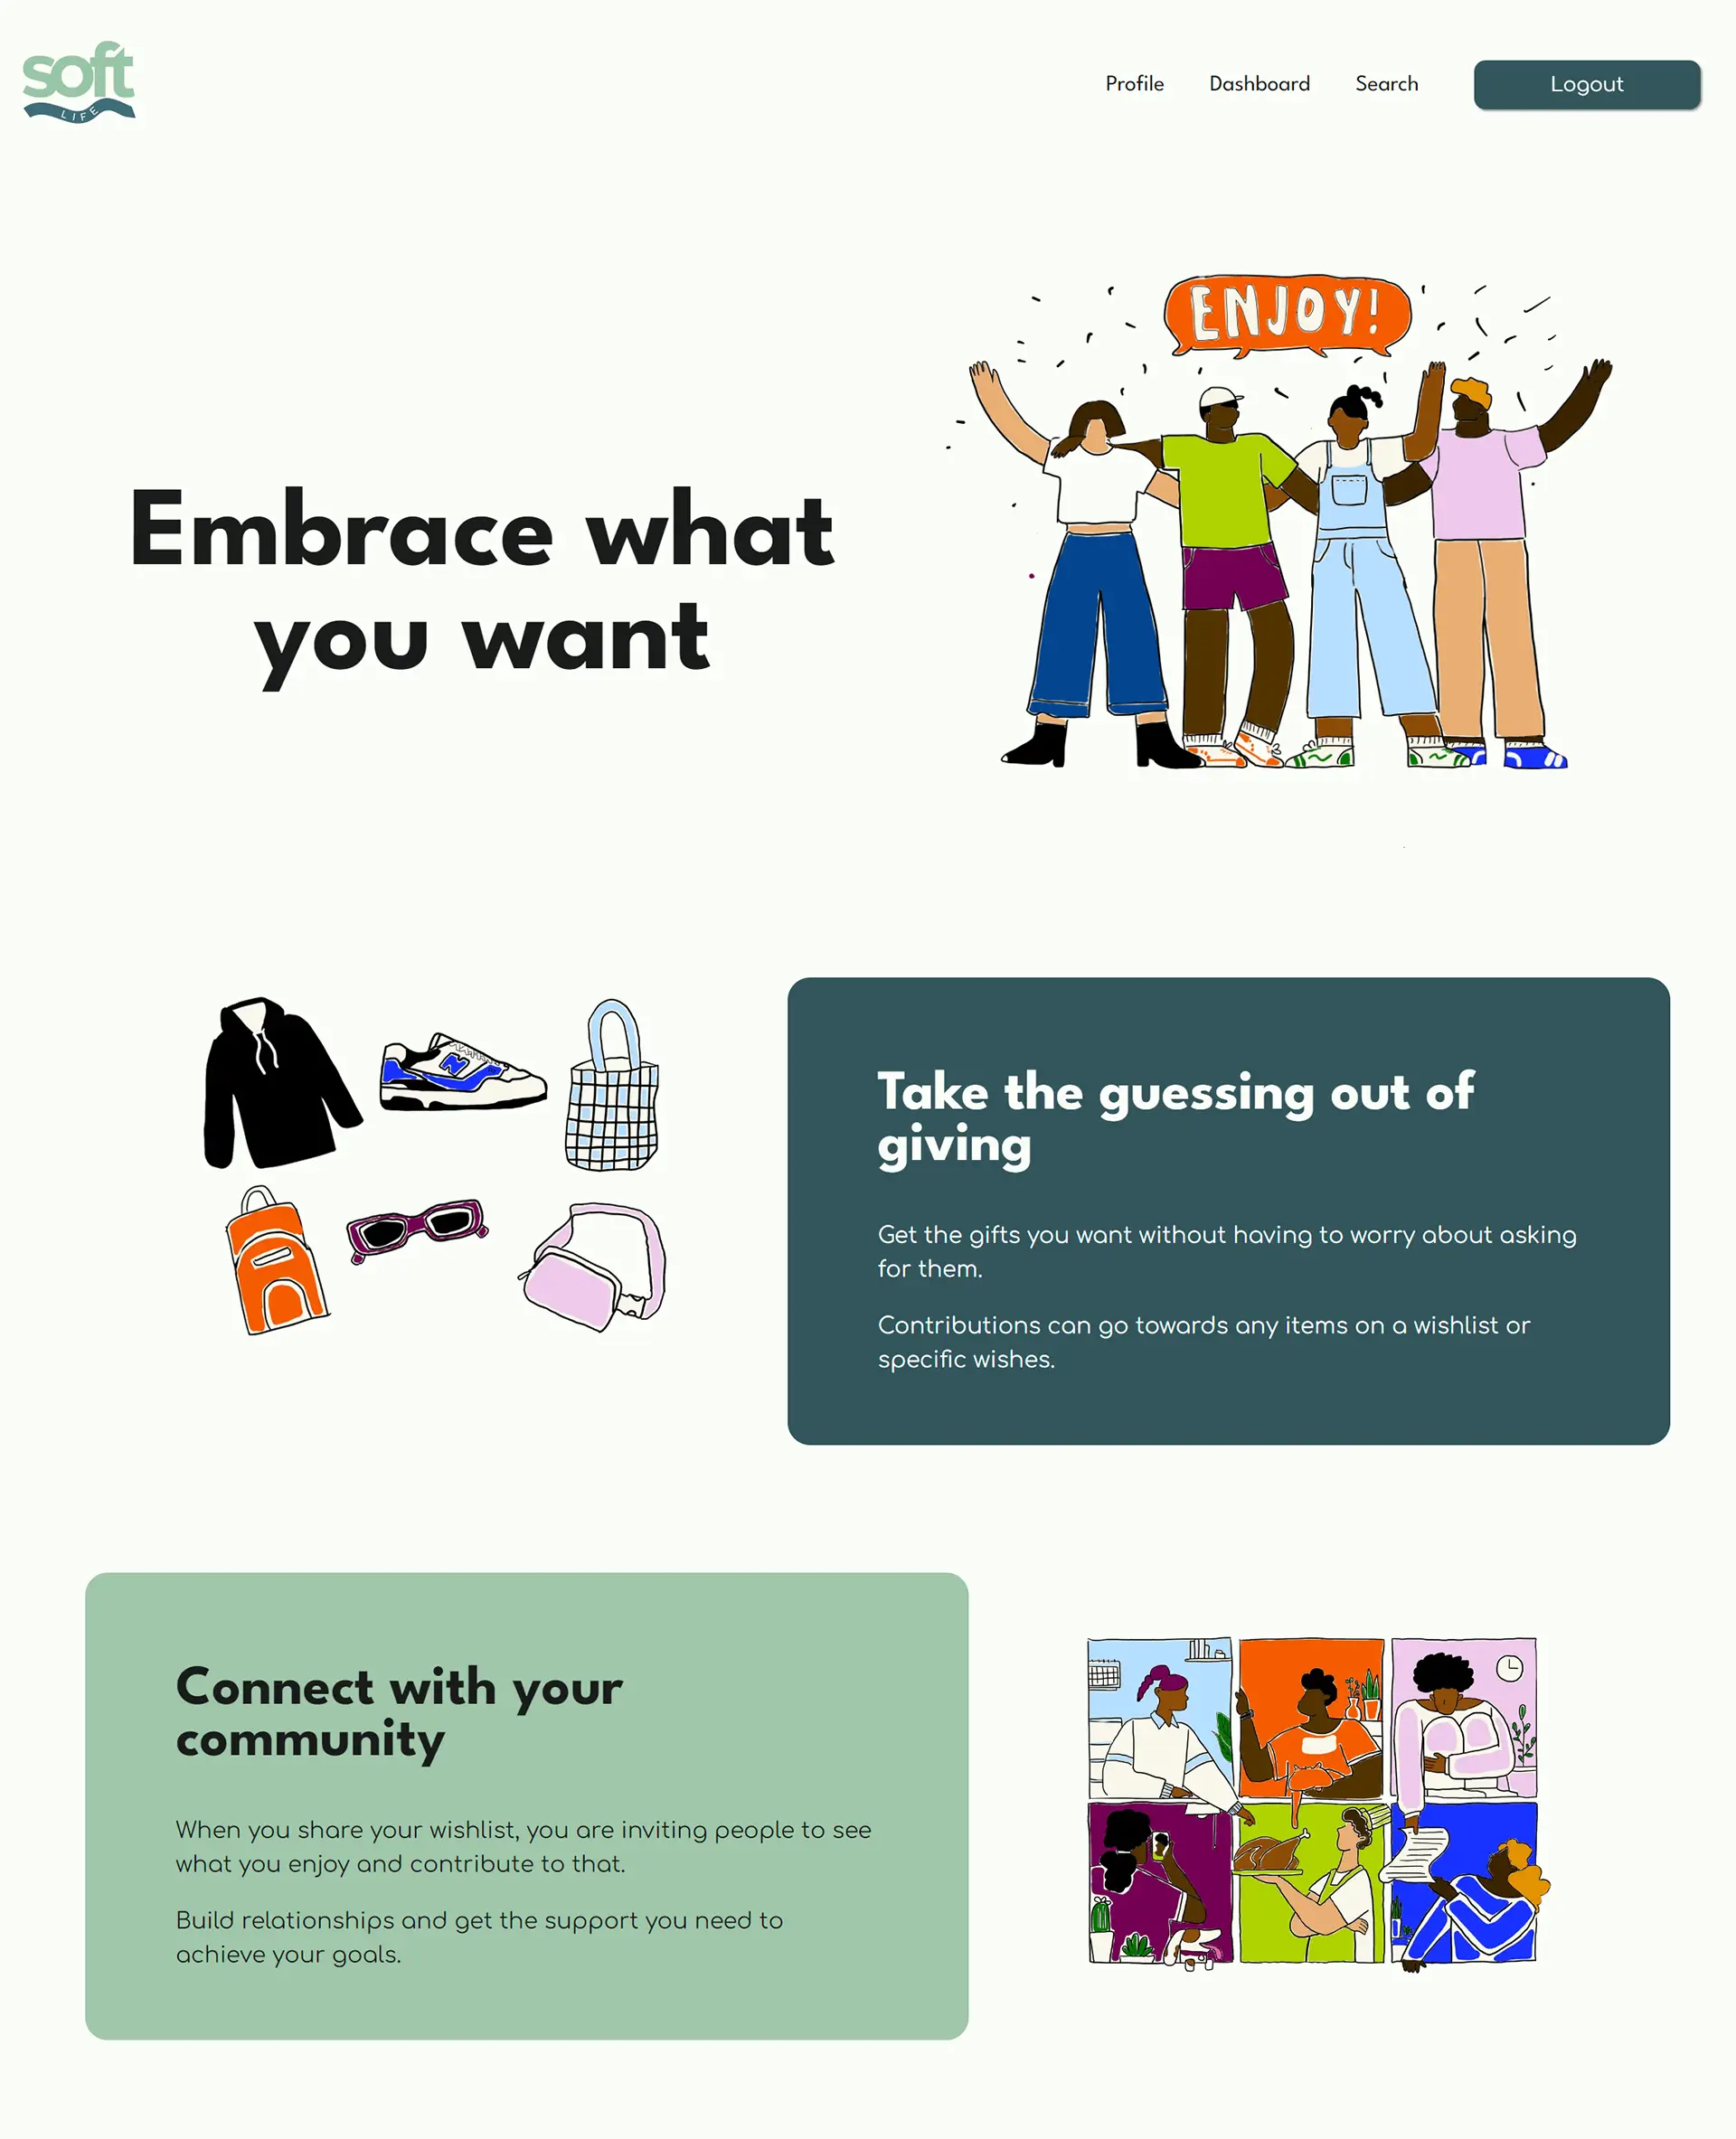 soft
LIFE
Profile Dashboard Search Logout
ENJOY!
Embrace what
you want
N
Take the guessing out of
giving
Get the gifts you want without having to worry about asking
for them.
Contributions can go towards any items on a wishlist or
specific wishes.
Connect with your
community
When you share your wishlist, you are inviting people to see
what you enjoy and contribute to that.
Build relationships and get the support you need to
achieve your goals.